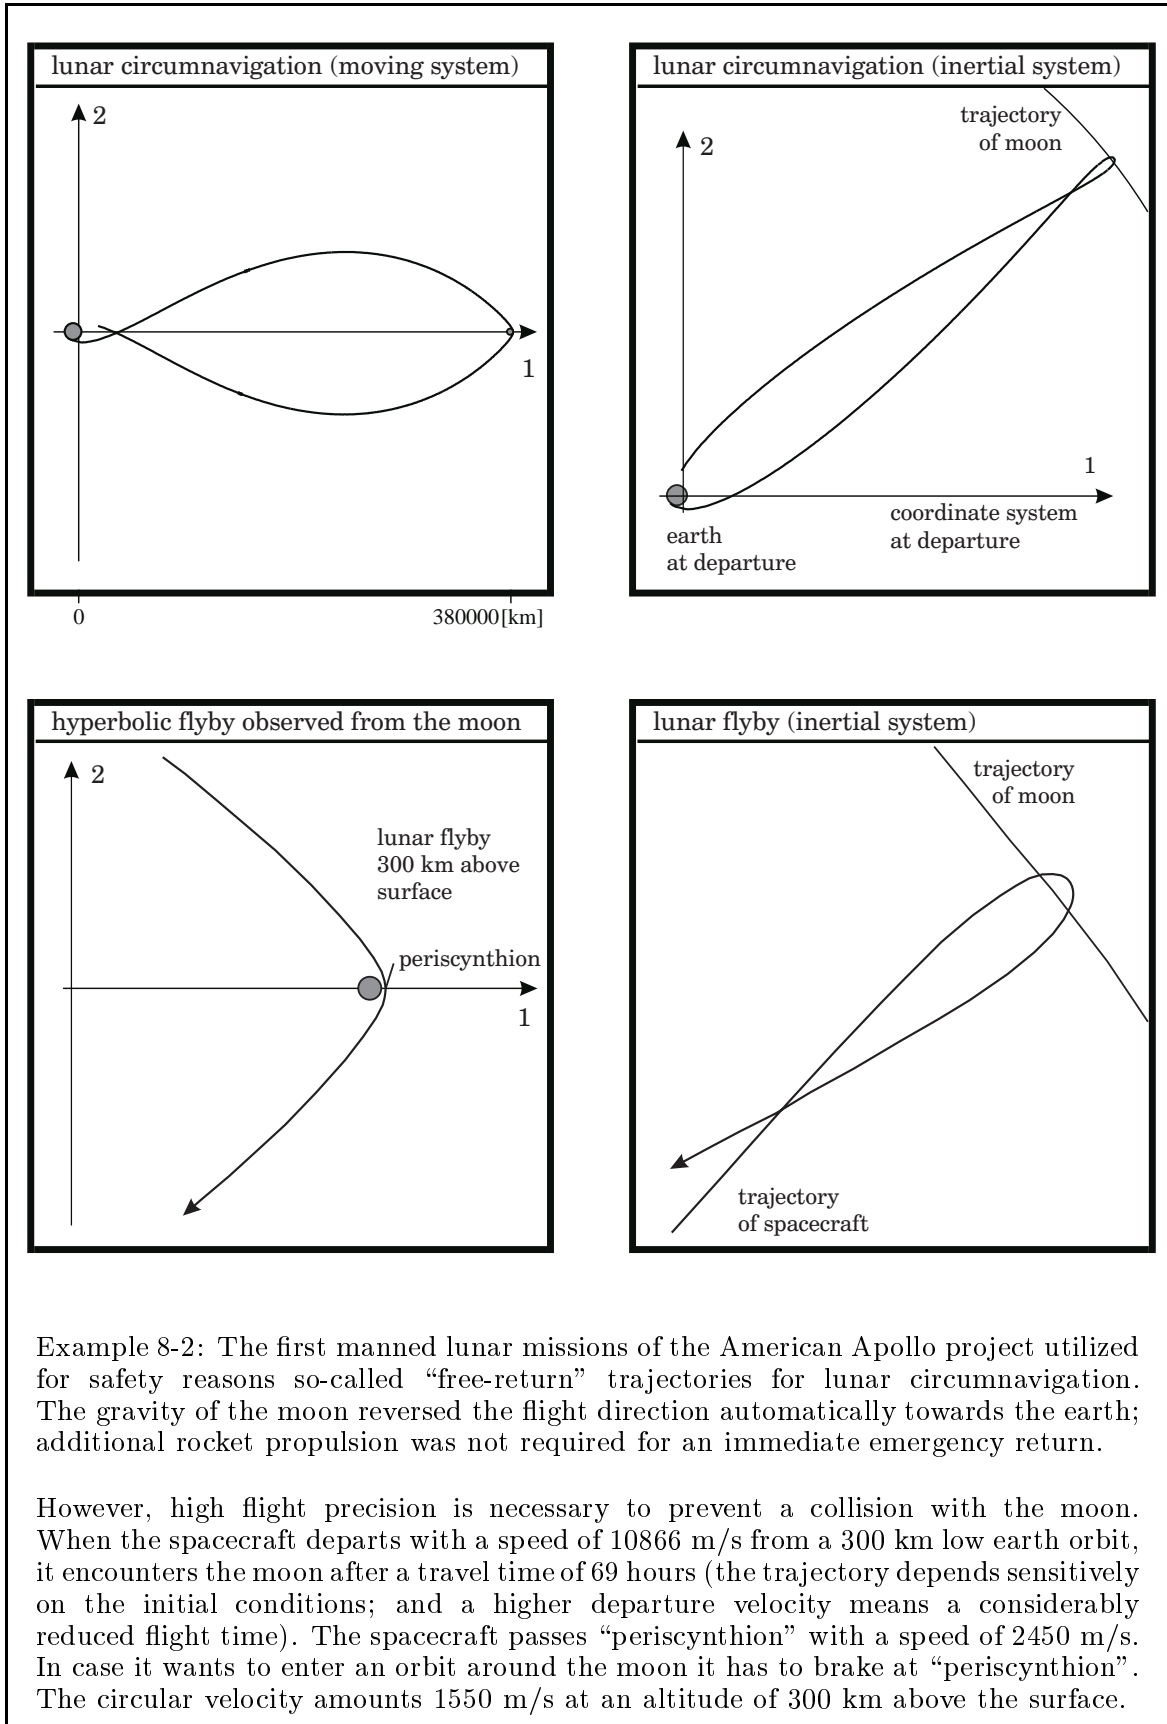 lunar circumnavigation (moving system)
2
1
0
380000[km]
lunar circumnavigation (inertial system)
trajectory
of moon
2
1
coordinate system
at departure
earth
at departure
hyperbolic flyby observed from the moon
2
lunar flyby
300 km above
surface
periscynthion
1
lunar flyby (inertial system)
trajectory
of moon
trajectory
of spacecraft
Example 8-2: The first manned lunar missions of the American Apollo project utilized
for safety reasons so-called “free-return” trajectories for lunar circumnavigation.
The gravity of the moon reversed the flight direction automatically towards the earth;
additional rocket propulsion was not required for an immediate emergency return.
However, high flight precision is necessary to prevent a collision with the moon.
When the spacecraft departs with a speed of 10866 m/s from a 300 km low earth orbit,
it encounters the moon after a travel time of 69 hours (the trajectory depends sensitively
on the initial conditions; and a higher departure velocity means a considerably
reduced flight time). The spacecraft passes “periscynthion” with a speed of 2450 m/s.
In case it wants to enter an orbit around the moon it has to brake at “periscynthion”.
The circular velocity amounts 1550 m/s at an altitude of 300 km above the surface.